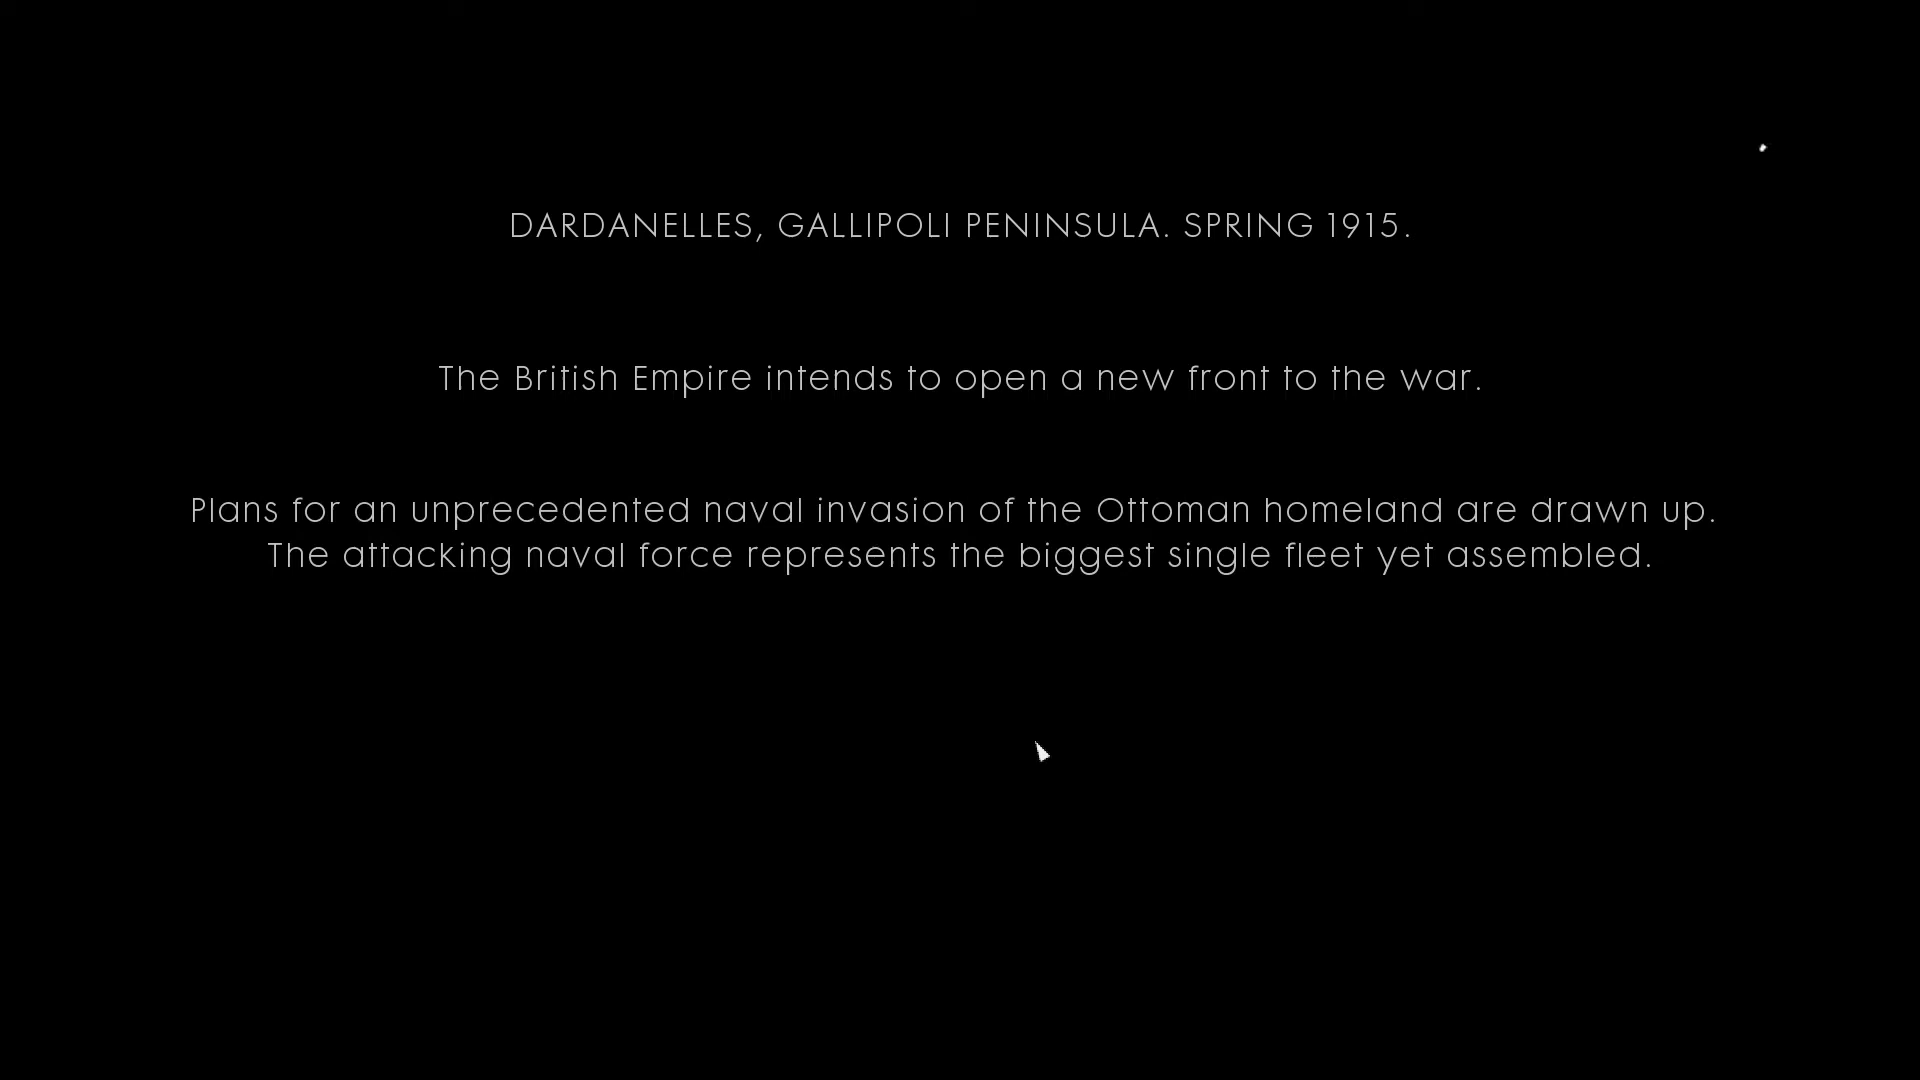 DARDANELLES, GALLIPOLI PENINSULA. SPRING 1915.
The British Empire intends to open a new front to the war.
Plans for an unprecedented naval invasion of the Ottoman homeland are drawn up.
The attacking naval force represents the biggest single fleet yet assembled.